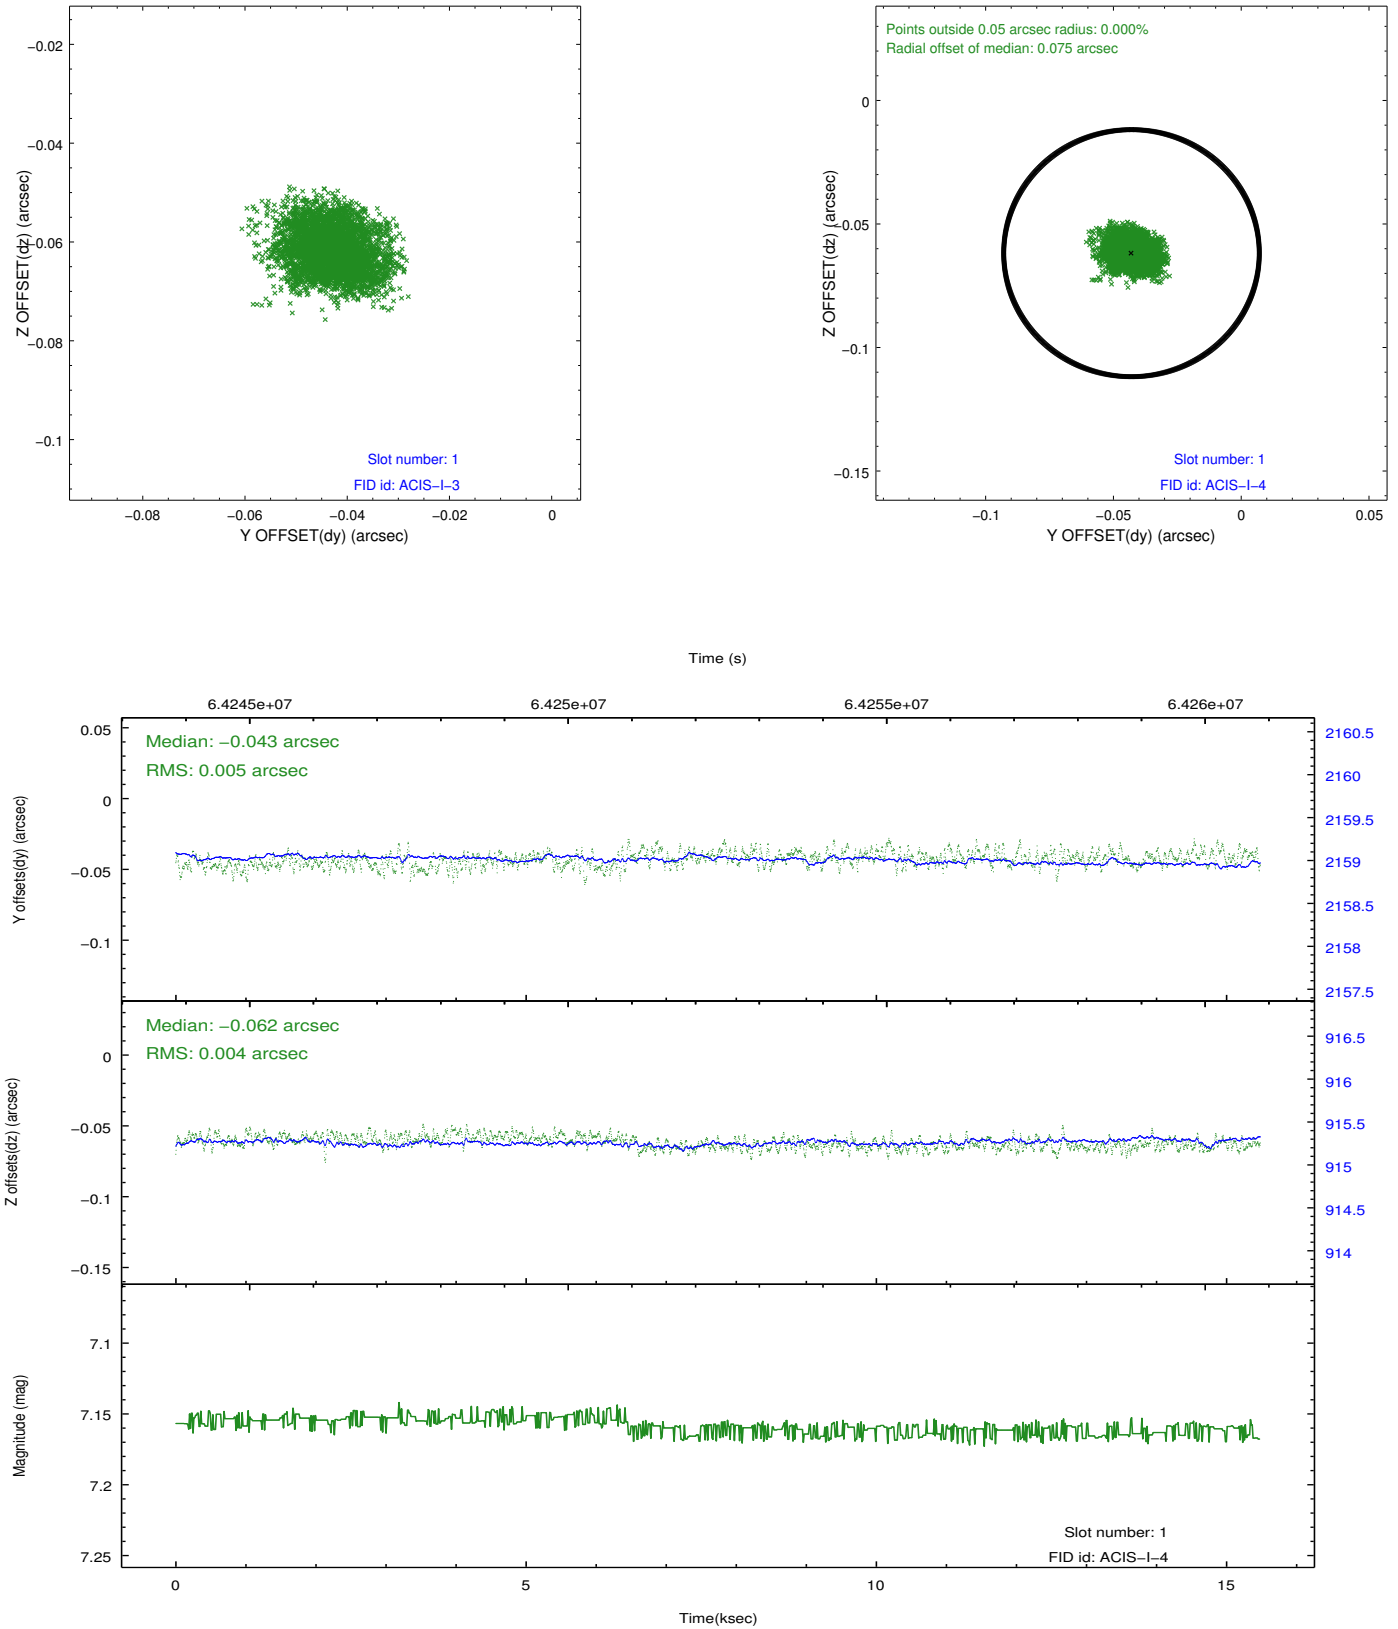 −0.02
−0.04
−0.06
−0.08
−0.1
Z OFFSET(dz) (arcsec)
Slot number: 1
FID id: ACIS−I−3
−0.08
−0.06
−0.04
−0.02
0
Y OFFSET(dy) (arcsec)
Points outside 0.05 arcsec radius: 0.000%
Radial offset of median: 0.075 arcsec
0
−0.05
−0.1
−0.15
Z OFFSET(dz) (arcsec)
Slot number: 1
FID id: ACIS−I−4
−0.1
−0.05
0
0.05
Y OFFSET(dy) (arcsec)
Time (s)
6.4245e+07
6.425e+07
6.4255e+07
6.426e+07
0.05
0
−0.05
−0.1
Y offsets(dy) (arcsec)
Median: −0.043 arcsec
RMS: 0.005 arcsec
2160.5
2160
2159.5
2159
2158.5
2158
2157.5
0
−0.05
−0.1
−0.15
Z offsets(dz) (arcsec)
Median: −0.062 arcsec
RMS: 0.004 arcsec
916.5
916
915.5
915
914.5
914
7.1
7.15
7.2
7.25
Magnitude (mag)
Slot number: 1
FID id: ACIS−I−4
0
5
10
15
Time(ksec)